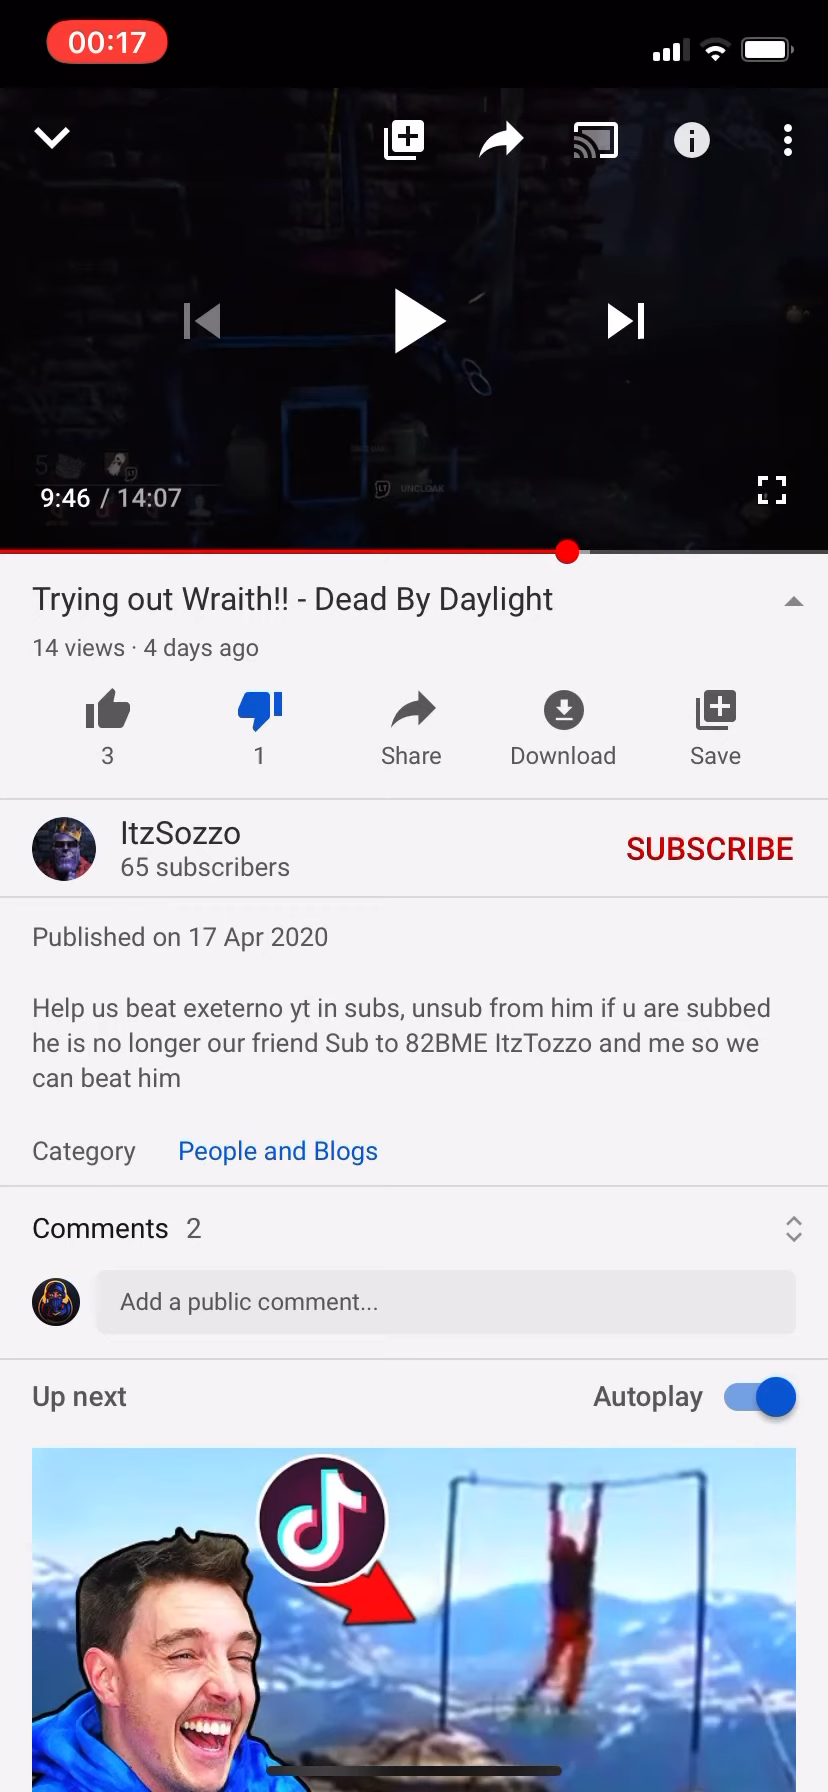 00:17
5
LT UNCLOAK
9:46 / 14:07
Trying out Wraith!! - Dead By Daylight
14 views · 4 days ago
3 1 Share Download Save
ItzSozzo
65 subscribers
SUBSCRIBE
Published on 17 Apr 2020
Help us beat exeterno yt in subs, unsub from him if u are subbed
he is no longer our friend Sub to 82BME ItzTozzo and me so we
can beat him
Category People and Blogs
Comments 2
Add a public comment...
Up next Autoplay